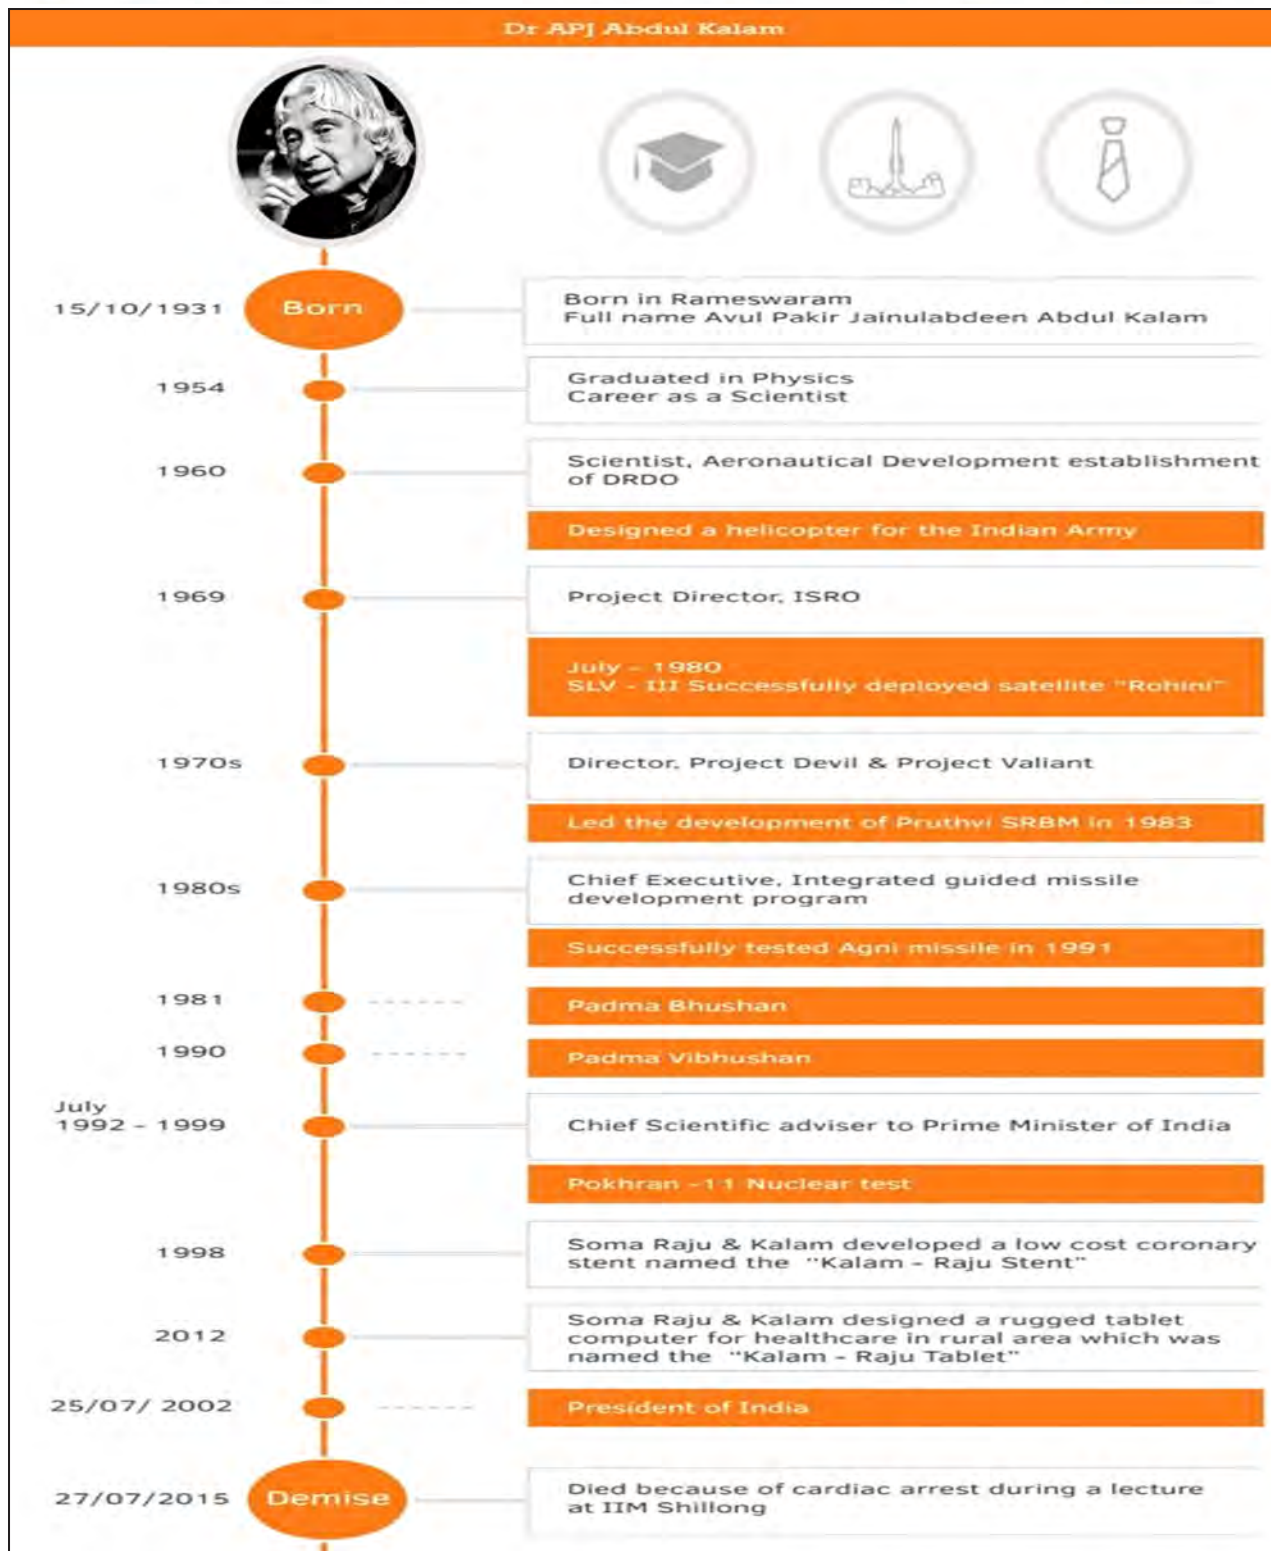 Dr APJ Abdul Kalam
15/10/1931
Born
Born in Rameswaram
Full name Avul Pakir Jainulabdeen Abdul Kalam
1954
Graduated in Physics
Career as a Scientist
1960
Scientist, Aeronautical Development establishment
of DRDO
Designed a helicopter for the Indian Army
1969
Project Director, ISRO
July - 1980
SLV - III Successfully deployed satellite "Rohini"
1970s
Director, Project Devil & Project Valiant
Led the development of Pruthvi SRBM in 1983
1980s
Chief Executive, Integrated guided missile
development program
Successfully tested Agni missile in 1991
1981
Padma Bhushan
1990
Padma Vibhushan
July
1992 - 1999
Chief Scientific adviser to Prime Minister of India
Pokhran -11 Nuclear test
1998
Soma Raju & Kalam developed a low cost coronary
stent named the "Kalam - Raju Stent"
2012
Soma Raju & Kalam designed a rugged tablet
computer for healthcare in rural area which was
named the "Kalam - Raju Tablet"
25/07/ 2002
President of India
27/07/2015
Demise
Died because of cardiac arrest during a lecture
at IIM Shillong